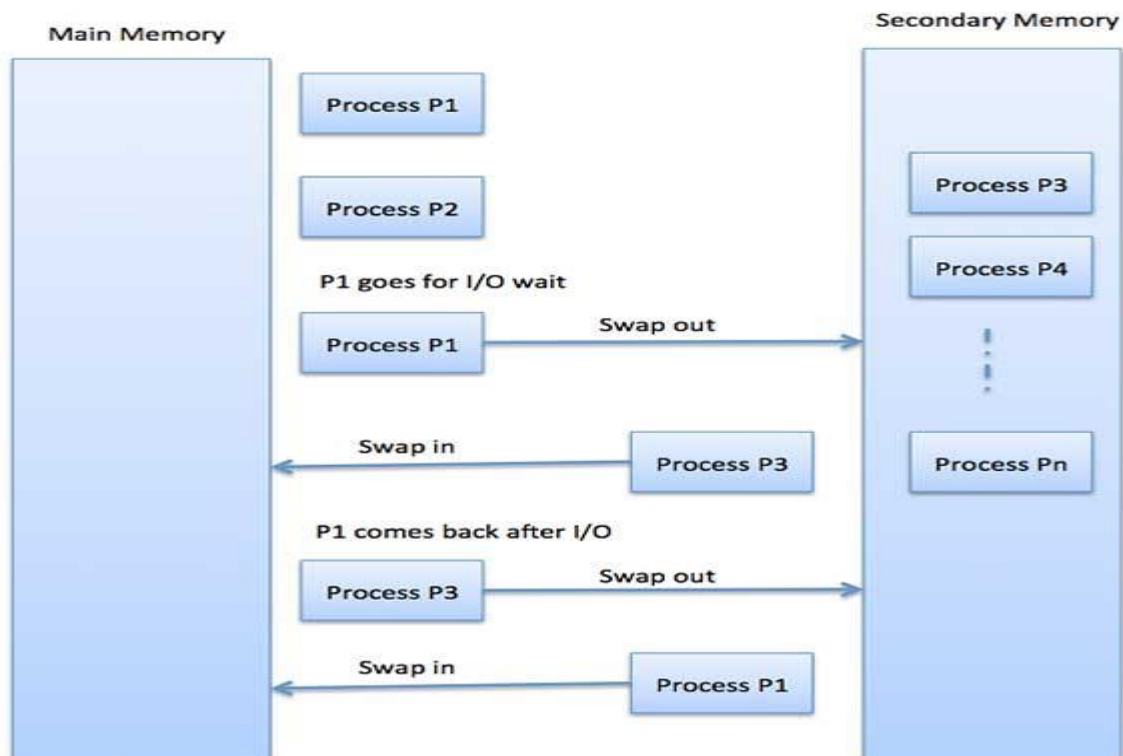 Main Memory
Secondary Memory
Process P1
Process P2
Process P3
Process P4
P1 goes for I/O wait
Process P1
Swap out
Swap in
Process P3
Process Pn
P1 comes back after I/O
Process P3
Swap out
Swap in
Process P1